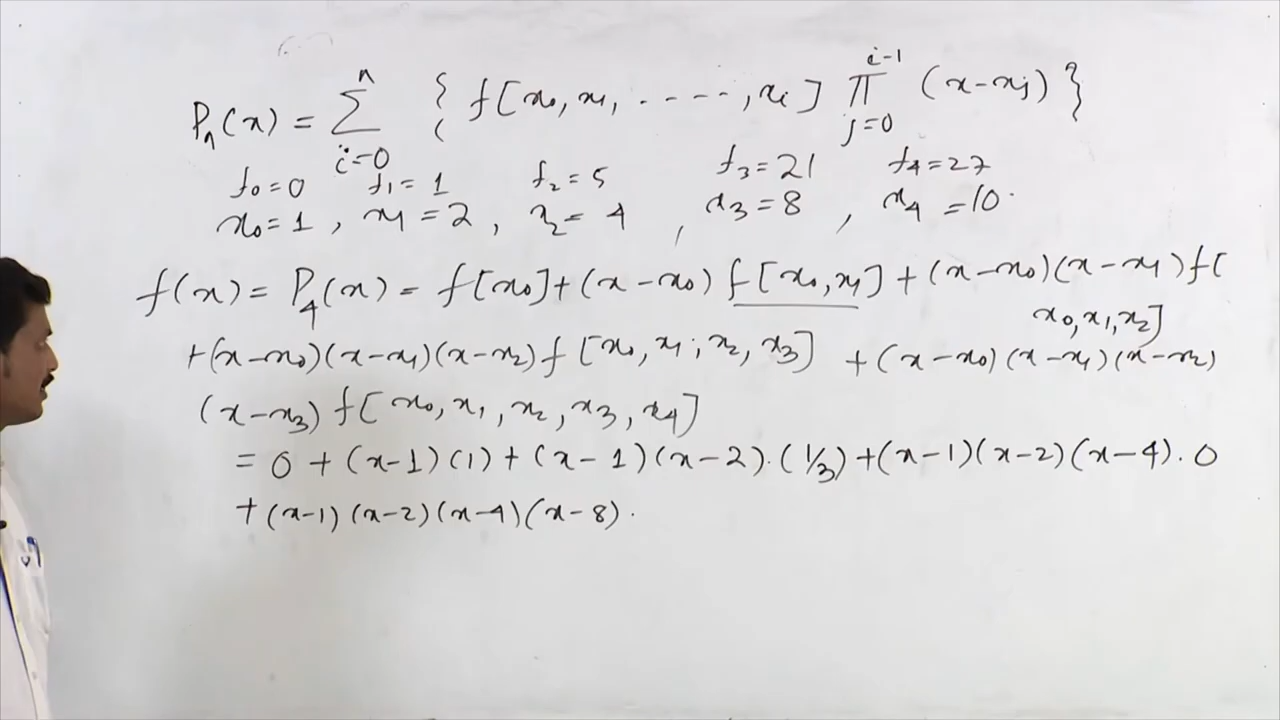 Pₙ(x) = Σ_{i=0}^{n} { f[x₀, x₁, ....., xᵢ] Π_{j=0}^{i-1} (x-xⱼ) }
f₀=0 f₁=1 f₂=5 f₃=21 f₄=27
x₀=1, x₁=2, x₂=4, x₃=8, x₄=10.
f(x) = P₄(x) = f[x₀]+(x-x₀) f[x₀,x₁] + (x-x₀)(x-x₁) f[
x₀,x₁,x₂]
+(x-x₀)(x-x₁)(x-x₂) f[x₀, x₁, x₂, x₃] + (x-x₀)(x-x₁)(x-x₂)
(x-x₃) f[x₀, x₁, x₂, x₃, x₄]
= 0 + (x-1)(1) + (x-1)(x-2).(1/3) + (x-1)(x-2)(x-4).0
+ (x-1)(x-2)(x-4)(x-8).